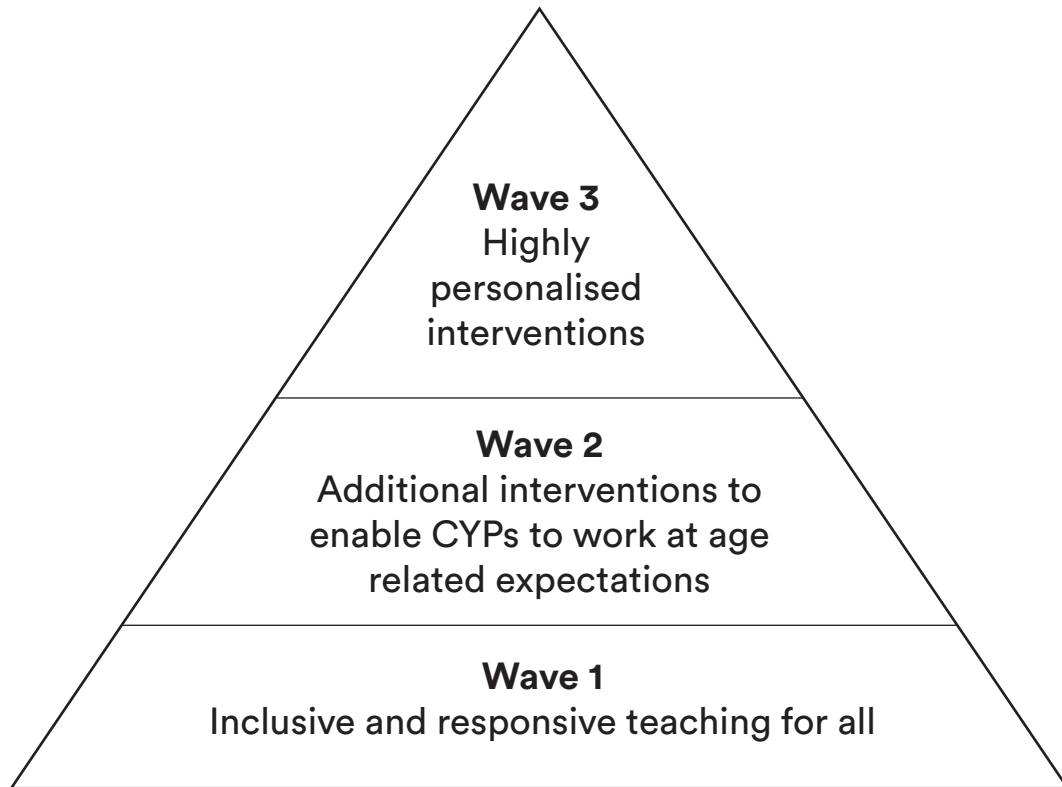 Wave 3
Highly
personalised
interventions
Wave 2
Additional interventions to
enable CYPs to work at age
related expectations
Wave 1
Inclusive and responsive teaching for all